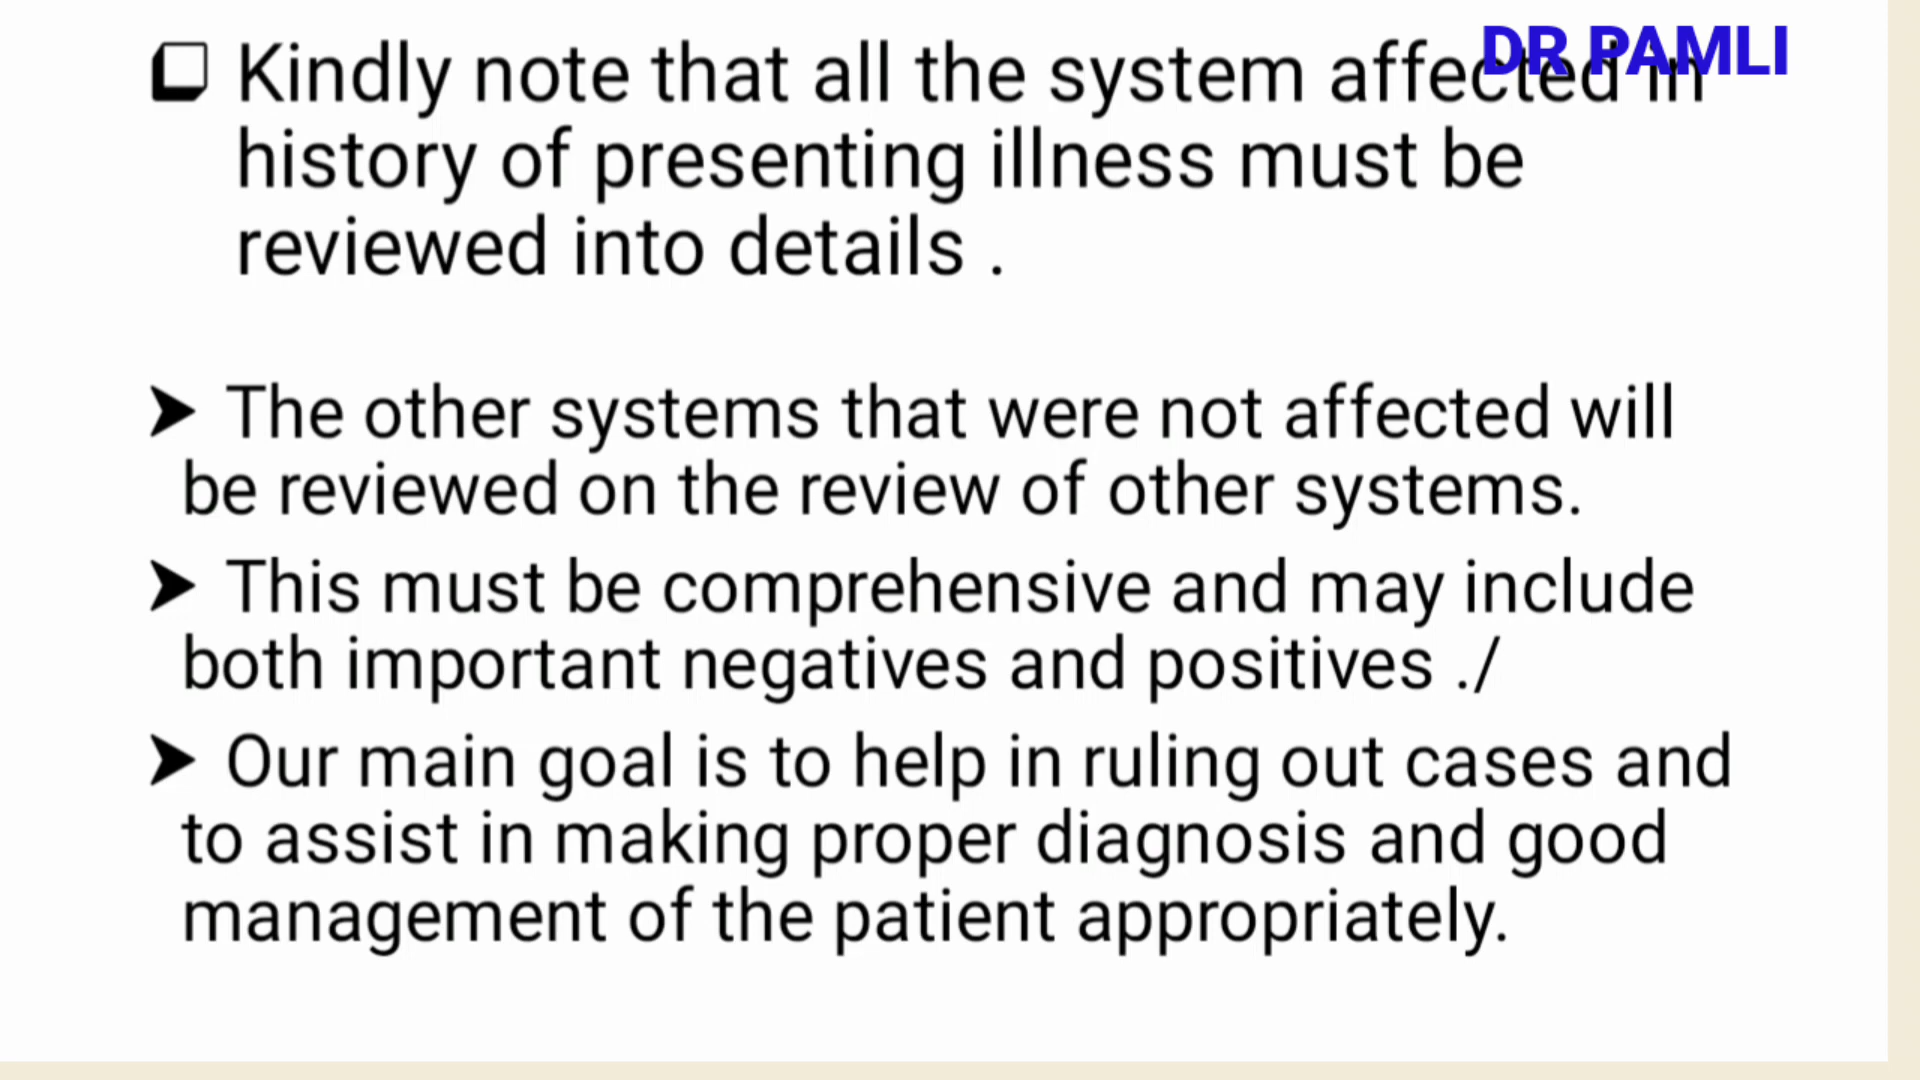 DR PAMLI
Kindly note that all the system affected in
history of presenting illness must be
reviewed into details .
The other systems that were not affected will
be reviewed on the review of other systems.
This must be comprehensive and may include
both important negatives and positives ./
Our main goal is to help in ruling out cases and
to assist in making proper diagnosis and good
management of the patient appropriately.